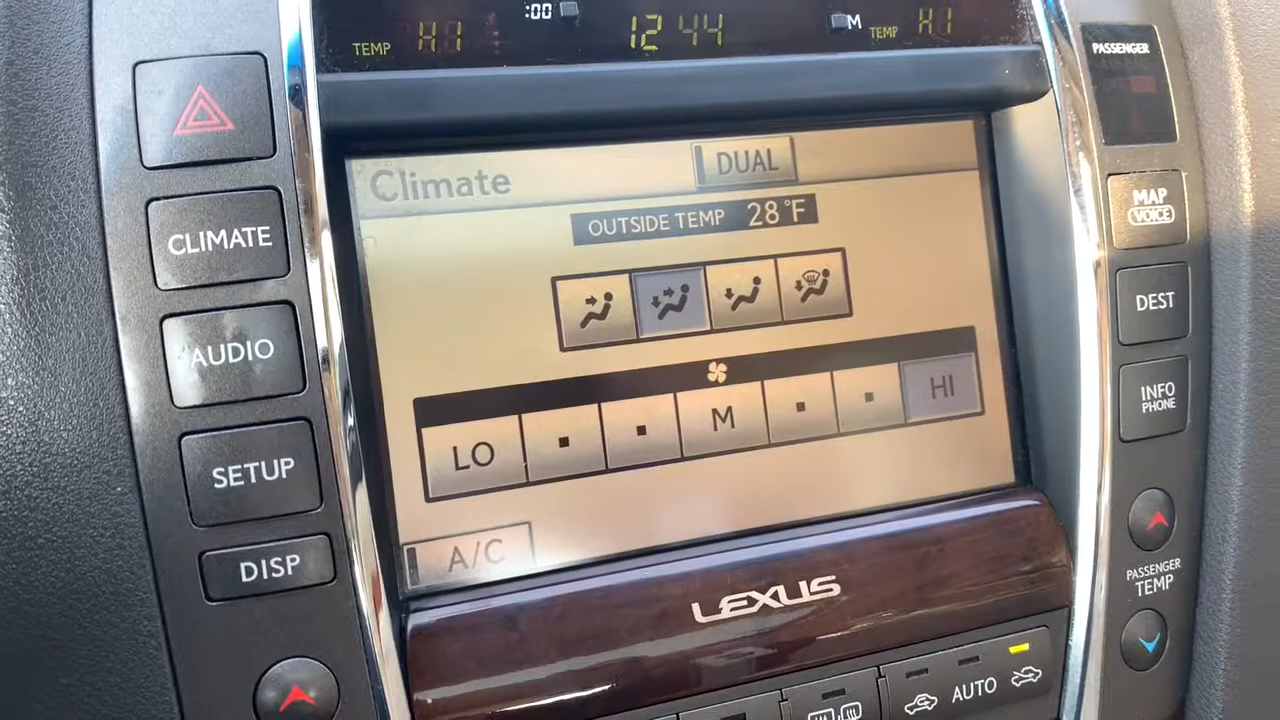 :00
TEMP HI
12 44
M
TEMP HI
PASSENGER
Climate
DUAL
OUTSIDE TEMP 28°F
CLIMATE
MAP
VOICE
AUDIO
DEST
SETUP
INFO
PHONE
LO M HI
DISP
A/C
LEXUS
PASSENGER
TEMP
AUTO